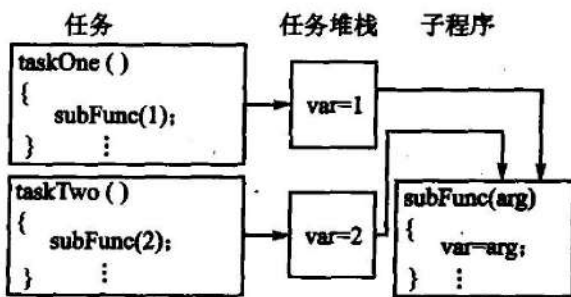 任务 任务堆栈 子程序
taskOne ( )
{
subFunc(1);
} ⋮
var=1
taskTwo ( )
{
subFunc(2);
} ⋮
var=2
subFunc(arg)
{
var=arg;
} ⋮